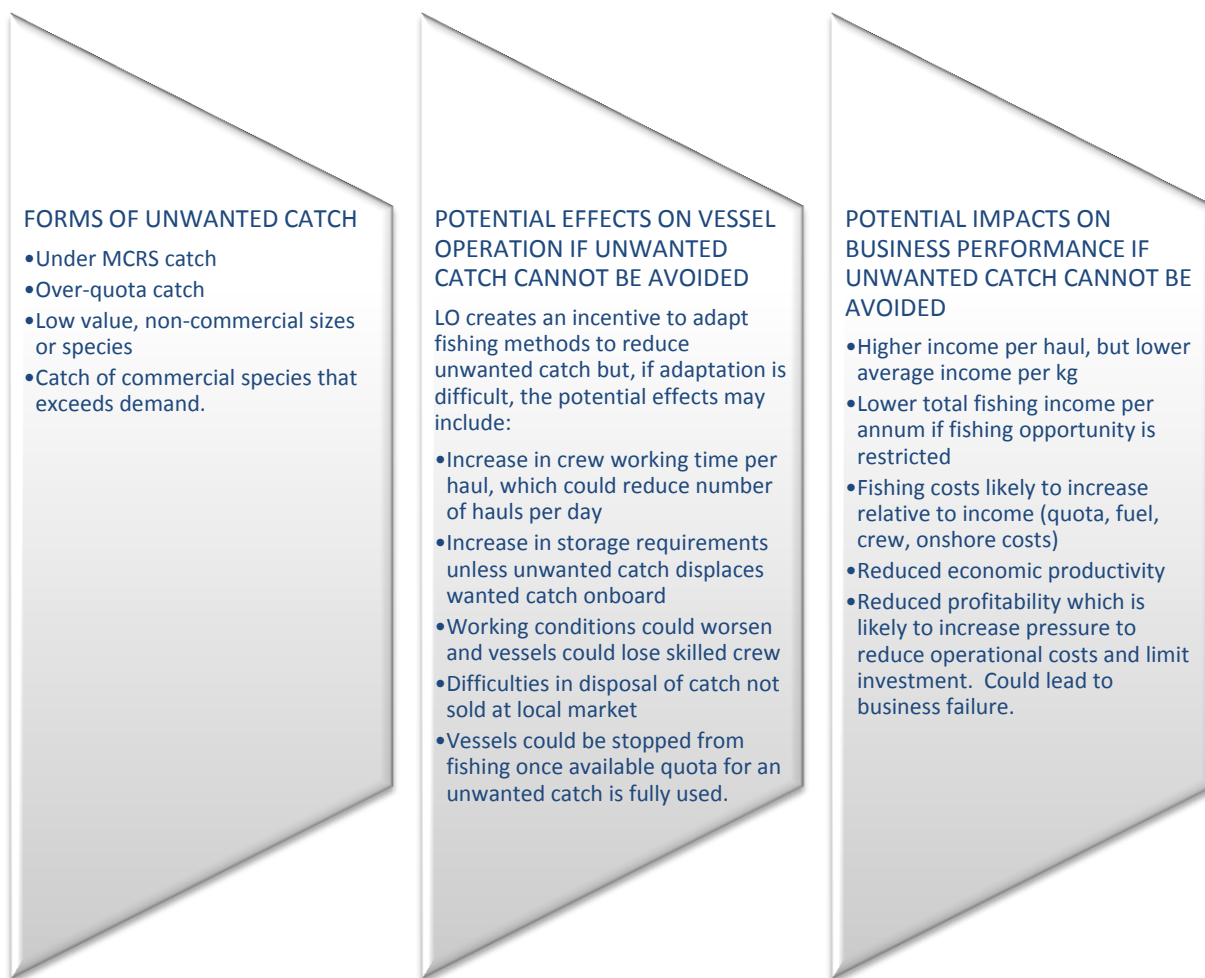 FORMS OF UNWANTED CATCH
•Under MCRS catch
•Over-quota catch
•Low value, non-commercial sizes
or species
•Catch of commercial species that
exceeds demand.
POTENTIAL EFFECTS ON VESSEL
OPERATION IF UNWANTED
CATCH CANNOT BE AVOIDED
LO creates an incentive to adapt
fishing methods to reduce
unwanted catch but, if adaptation is
difficult, the potential effects may
include:
•Increase in crew working time per
haul, which could reduce number
of hauls per day
•Increase in storage requirements
unless unwanted catch displaces
wanted catch onboard
•Working conditions could worsen
and vessels could lose skilled crew
•Difficulties in disposal of catch not
sold at local market
•Vessels could be stopped from
fishing once available quota for an
unwanted catch is fully used.
POTENTIAL IMPACTS ON
BUSINESS PERFORMANCE IF
UNWANTED CATCH CANNOT BE
AVOIDED
•Higher income per haul, but lower
average income per kg
•Lower total fishing income per
annum if fishing opportunity is
restricted
•Fishing costs likely to increase
relative to income (quota, fuel,
crew, onshore costs)
•Reduced economic productivity
•Reduced profitability which is
likely to increase pressure to
reduce operational costs and limit
investment.  Could lead to
business failure.